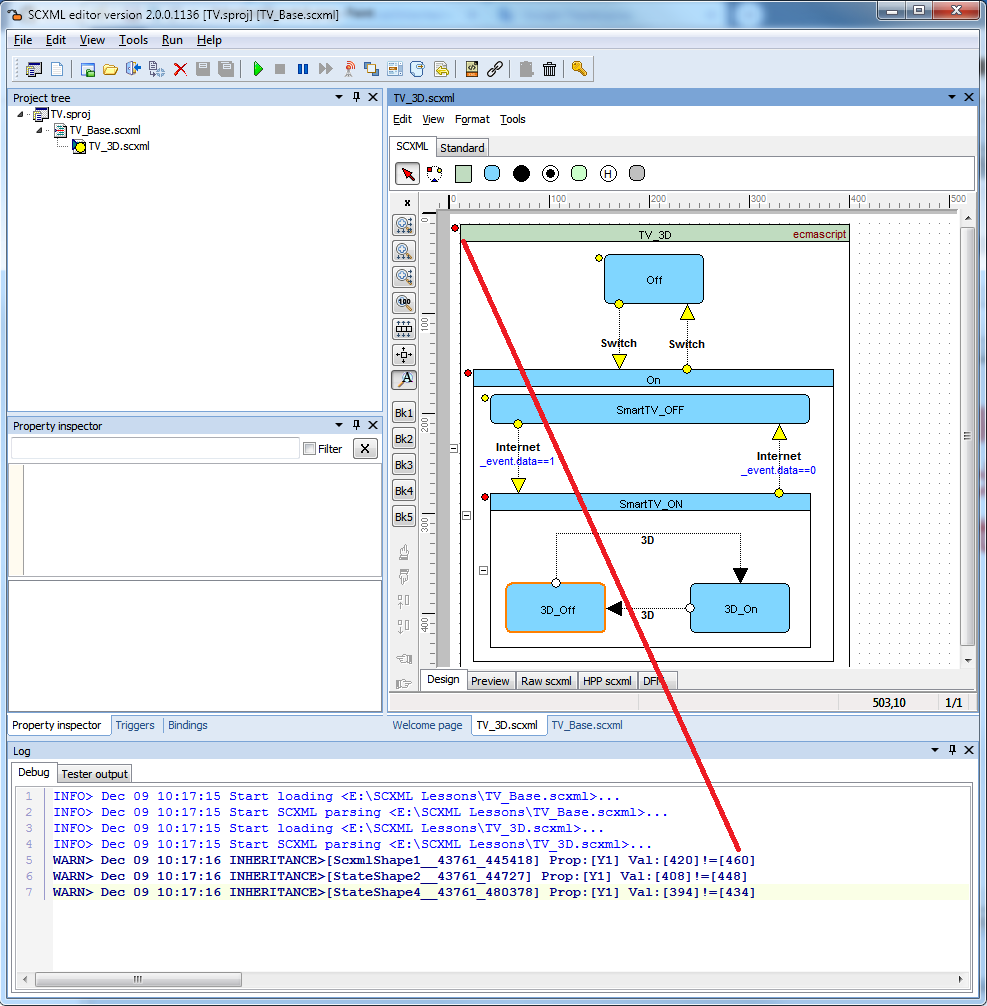 SCXML editor version 2.0.0.1136 [TV.sproj] [TV_Base.scxml]
File Edit View Tools Run Help
Project tree
TV.sproj
TV_Base.scxml
TV_3D.scxml
Property inspector
Filter X
Property inspector Triggers Bindings
TV_3D.scxml
Edit View Format Tools
SCXML Standard
H
0 100 200 300 400 500
x
100
Bk1
Bk2
Bk3
Bk4
Bk5
0
100
200
300
400
TV_3D ecmascript
Off
Switch Switch
On
SmartTV_OFF
Internet
_event.data==1
Internet
_event.data==0
SmartTV_ON
3D
3D_Off
3D
3D_On
Design Preview Raw scxml HPP scxml
503,10 1/1
Welcome page TV_3D.scxml TV_Base.scxml
Log
Debug Tester output
1 INFO> Dec 09 10:17:15 Start loading <E:\SCXML Lessons\TV_Base.scxml>...
2 INFO> Dec 09 10:17:15 Start SCXML parsing <E:\SCXML Lessons\TV_Base.scxml>...
3 INFO> Dec 09 10:17:15 Start loading <E:\SCXML Lessons\TV_3D.scxml>...
4 INFO> Dec 09 10:17:15 Start SCXML parsing <E:\SCXML Lessons\TV_3D.scxml>...
5 WARN> Dec 09 10:17:16 INHERITANCE>[ScxmlShape1__43761_445418] Prop:[Y1] Val:[420]!=[460]
6 WARN> Dec 09 10:17:16 INHERITANCE>[StateShape2__43761_44727] Prop:[Y1] Val:[408]!=[448]
7 WARN> Dec 09 10:17:16 INHERITANCE>[StateShape4__43761_480378] Prop:[Y1] Val:[394]!=[434]